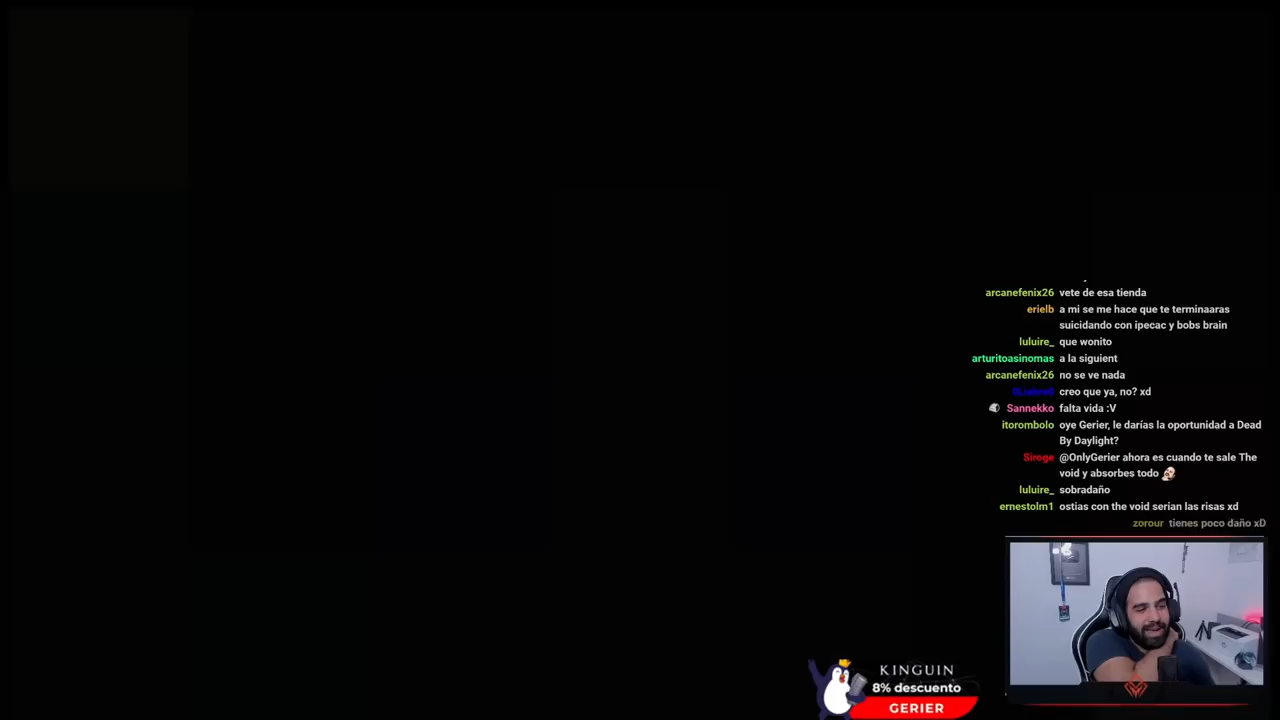 arcanefenix26 vete de esa tienda
erielb a mi se me hace que te terminaaras
suicidando con ipecac y bobs brain
luluire_ que wonito
arturitoasinomas a la siguient
arcanefenix26 no se ve nada
creo que ya, no? xd
Sannekko falta vida :V
itorombolo oye Gerier, le darías la oportunidad a Dead
By Daylight?
Siroge @OnlyGerier ahora es cuando te sale The
void y absorbes todo
luluire_ sobradaño
ernestolm1 ostias con the void serian las risas xd
zorour tienes poco daño xD
KINGUIN
8% descuento
GERIER